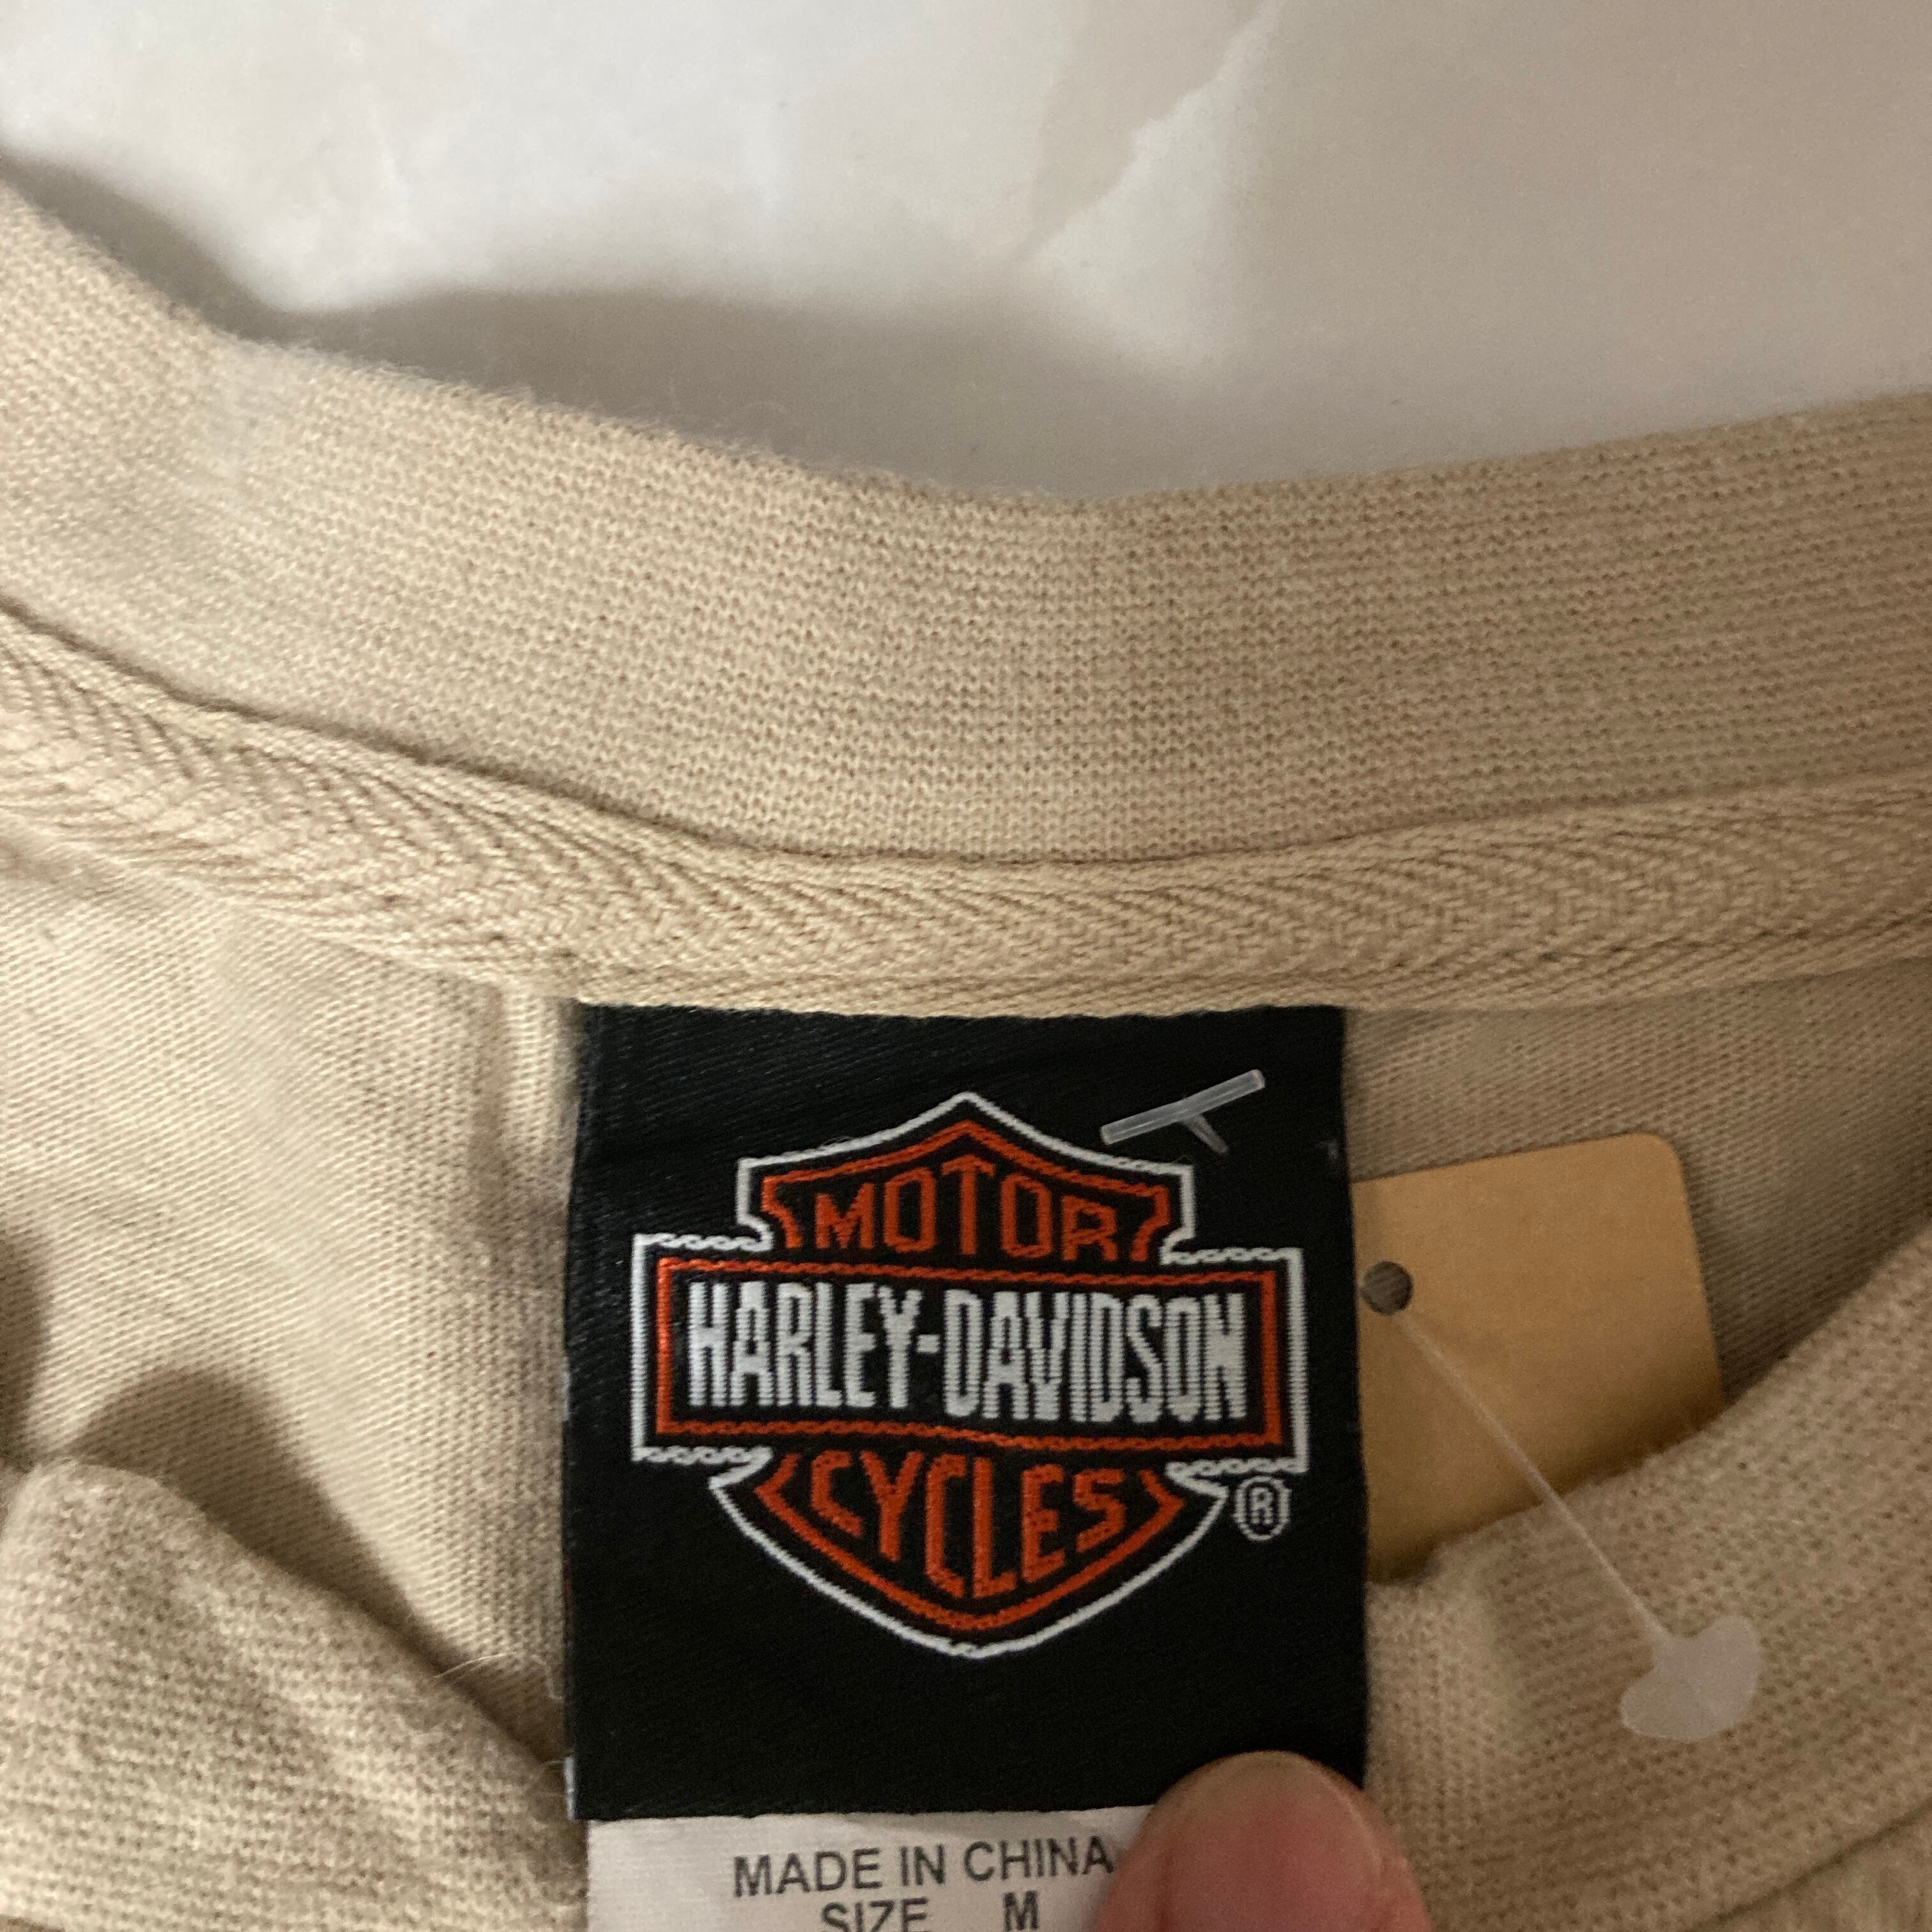 MOTOR
HARLEY-DAVIDSON
CYCLES
®
MADE IN CHINA
SIZE M